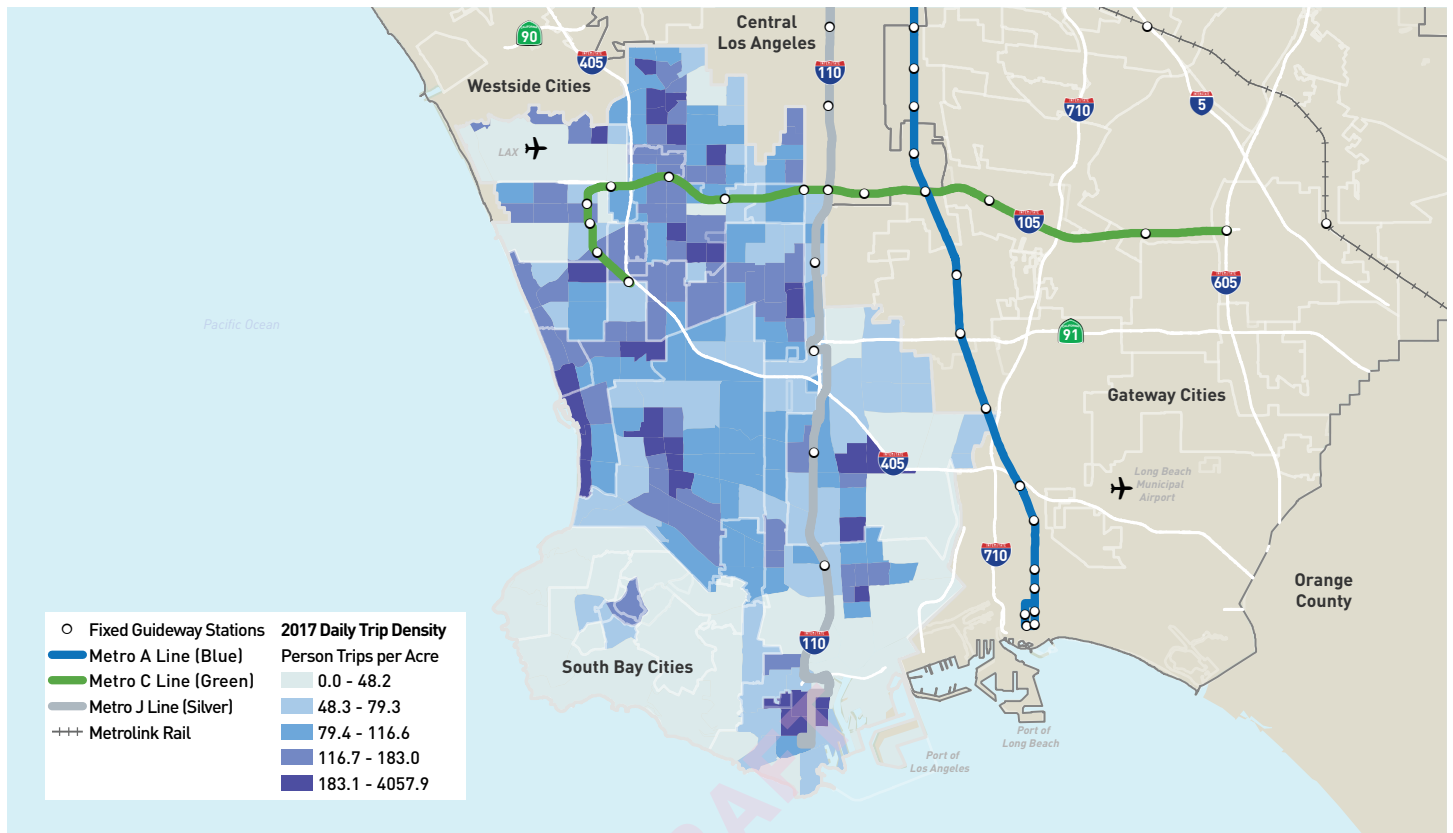 Central
Los Angeles
90
405
110
Westside Cities
710
5
LAX
105
605
Pacific Ocean
91
Gateway Cities
405
Long Beach
Municipal
Airport
710
Orange
County
110
South Bay Cities
Port of
Long Beach
Port of
Los Angeles
Fixed Guideway Stations
Metro A Line (Blue)
Metro C Line (Green)
Metro J Line (Silver)
Metrolink Rail
2017 Daily Trip Density
Person Trips per Acre
0.0 - 48.2
48.3 - 79.3
79.4 - 116.6
116.7 - 183.0
183.1 - 4057.9